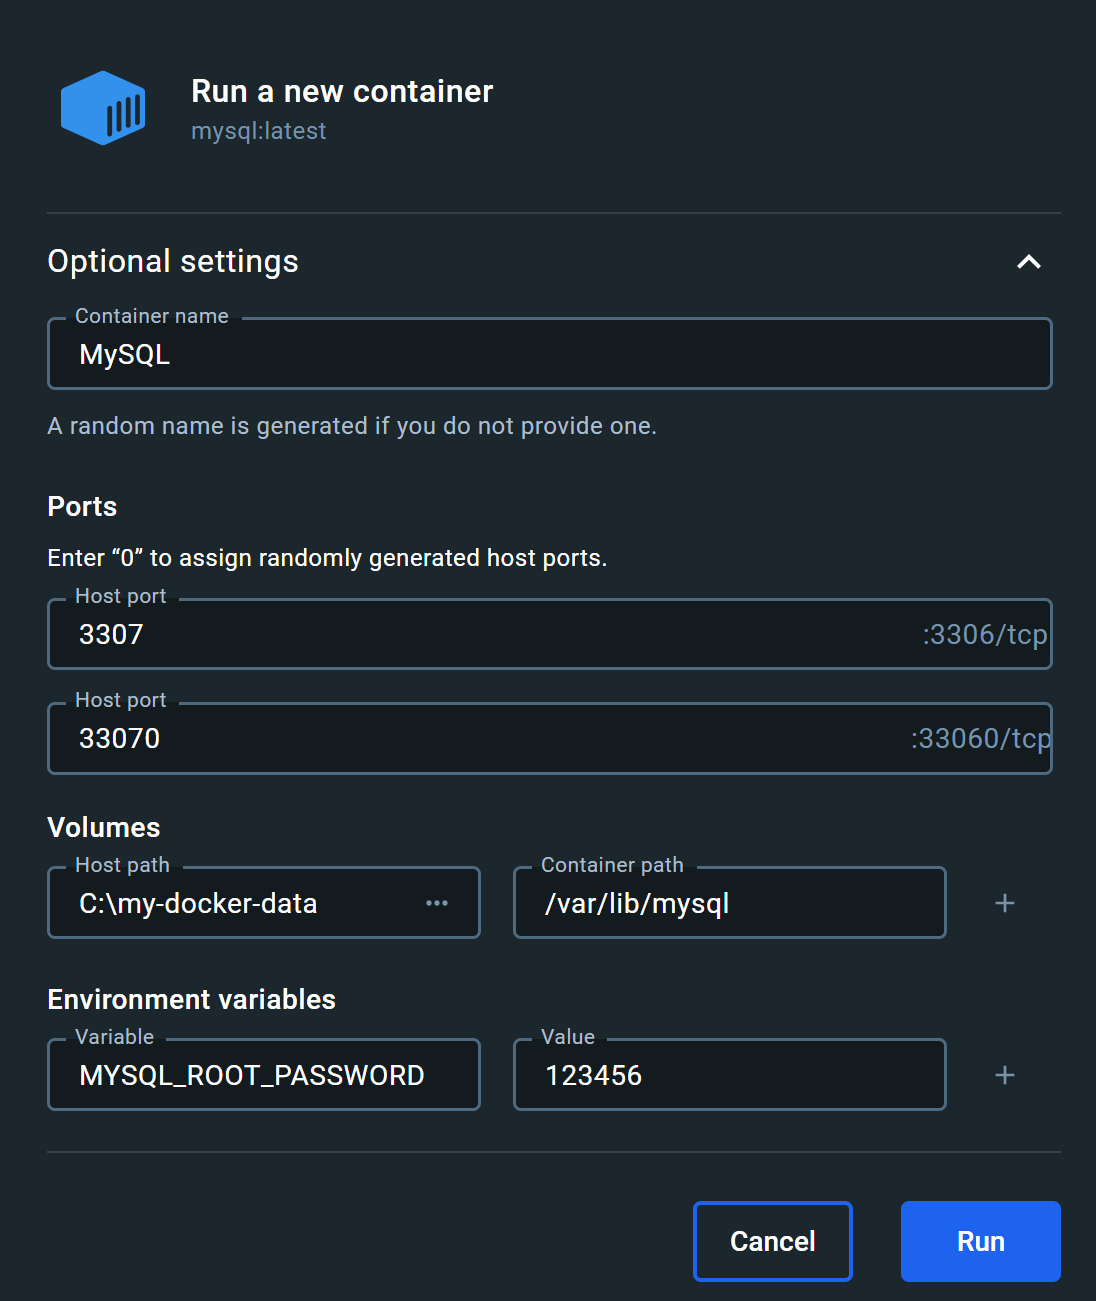 Run a new container
mysql:latest
Optional settings
Container name
MySQL
A random name is generated if you do not provide one.
Ports
Enter “0” to assign randomly generated host ports.
Host port
3307 :3306/tcp
Host port
33070 :33060/tcp
Volumes
Host path Container path
C:\my-docker-data ••• /var/lib/mysql +
Environment variables
Variable Value
MYSQL_ROOT_PASSWORD 123456 +
Cancel Run